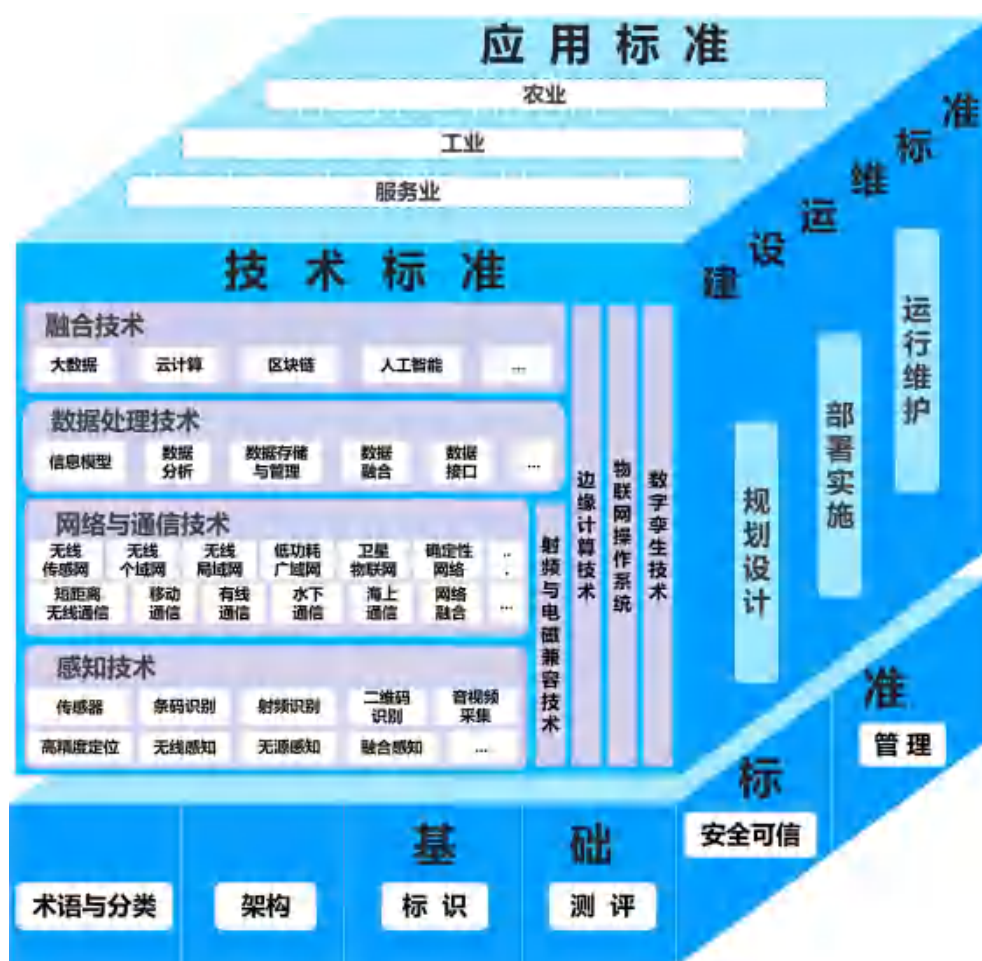 应用标准
农业
工业
服务业
建设运维标准
运行维护
部署实施
规划设计
技术标准
融合技术
大数据 云计算 区块链 人工智能 ...
数据处理技术
信息模型 数据分析 数据存储与管理 数据融合 数据接口 ...
网络与通信技术
无线传感网 无线个域网 无线局域网 低功耗广域网 卫星物联网 确定性网络 ...
短距离无线通信 移动通信 有线通信 水下通信 海上通信 网络融合 ...
感知技术
传感器 条码识别 射频识别 二维码识别 音视频采集
高精度定位 无线感知 无源感知 融合感知 ...
射频与电磁兼容技术
边缘计算技术
物联网操作系统
数字孪生技术
基础标准
术语与分类
架构
标识
测评
安全可信
管理